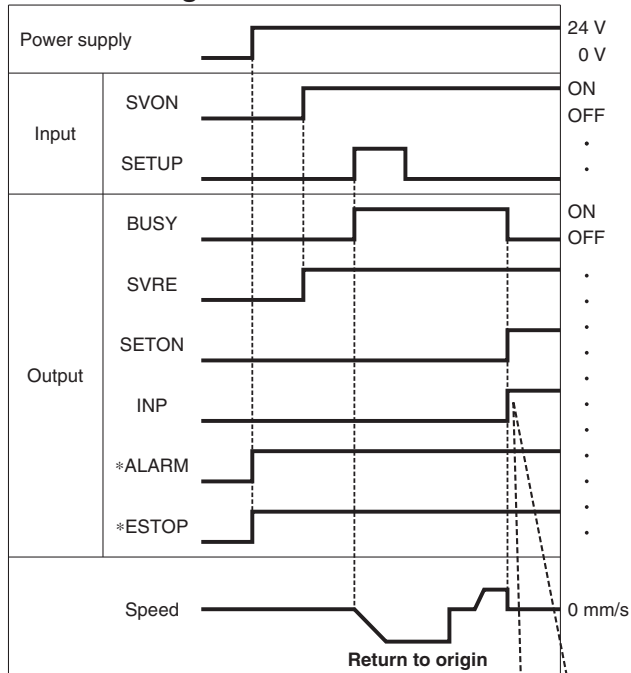 Power supply
24 V
0 V
Input
SVON
ON
OFF
SETUP
Output
BUSY
ON
OFF
SVRE
SETON
INP
*ALARM
*ESTOP
Speed
0 mm/s
Return to origin